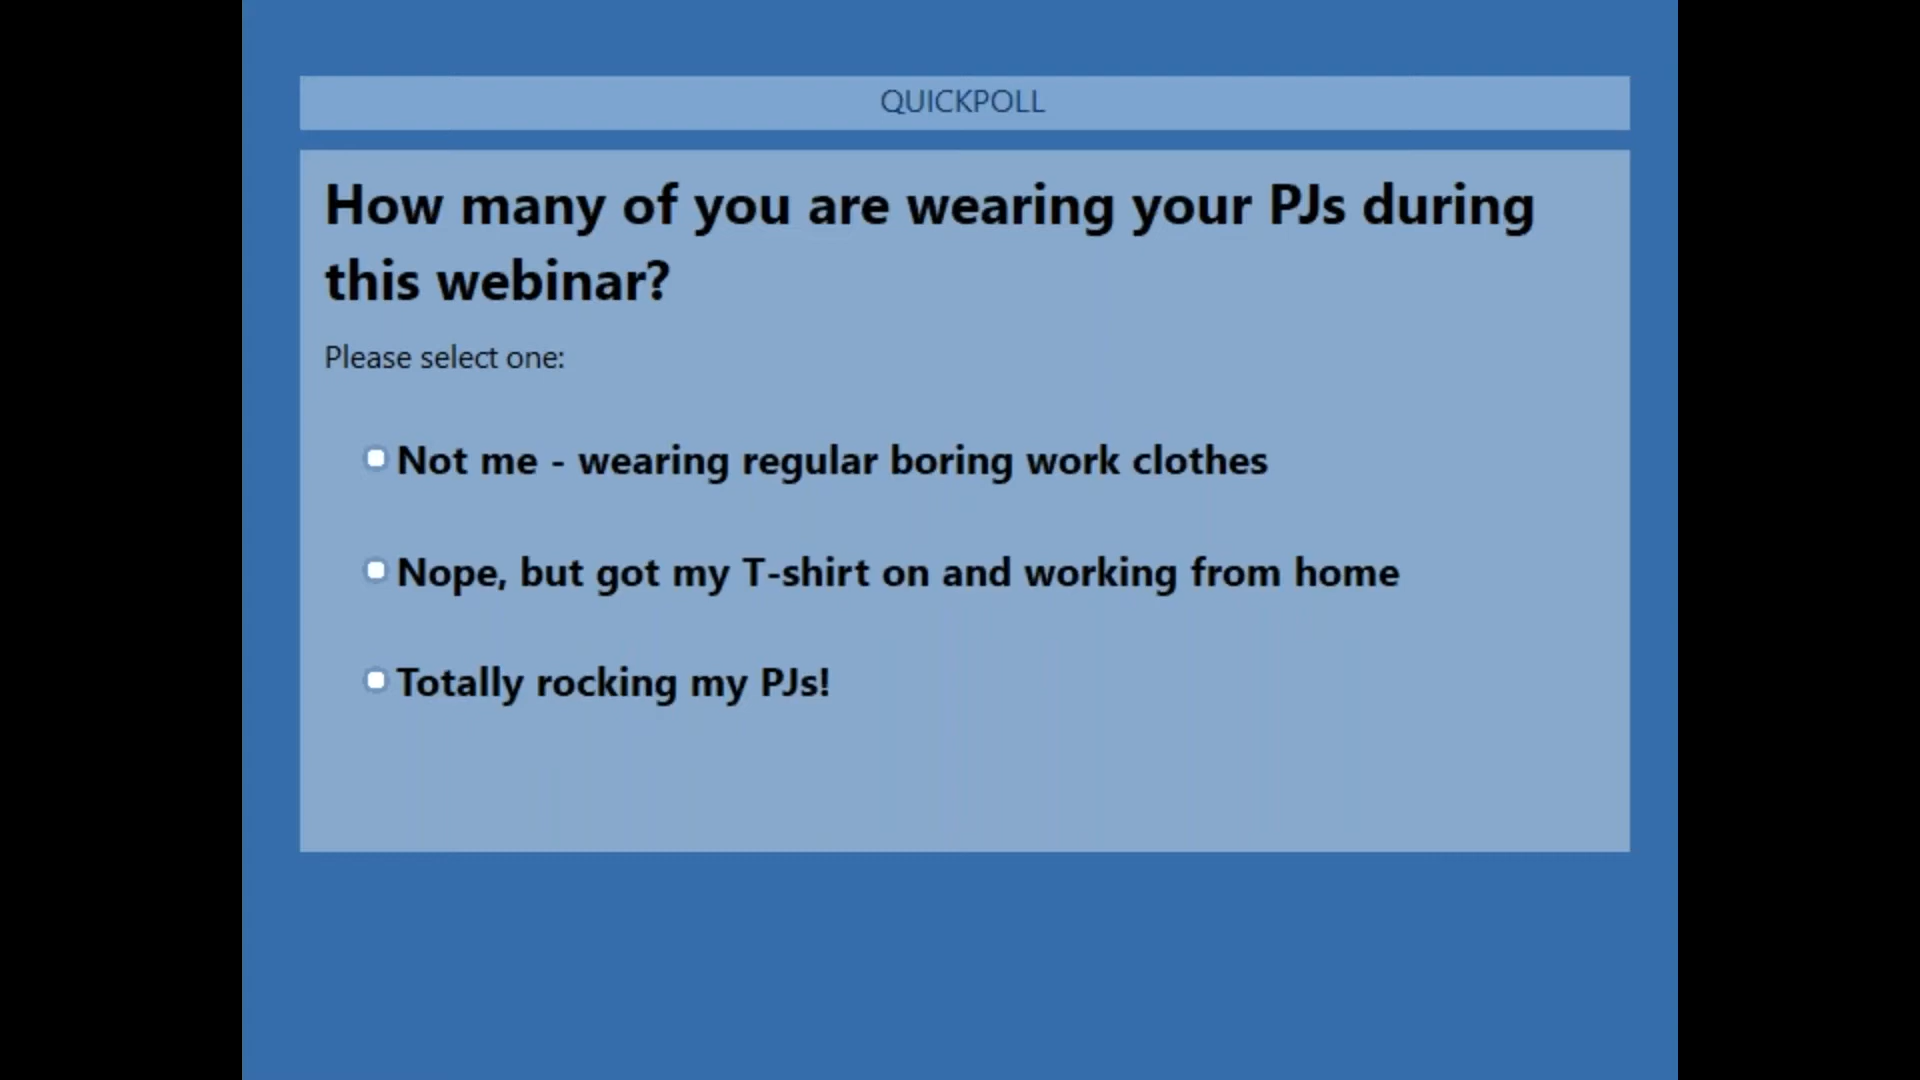 QUICKPOLL
How many of you are wearing your PJs during
this webinar?
Please select one:
Not me - wearing regular boring work clothes
Nope, but got my T-shirt on and working from home
Totally rocking my PJs!